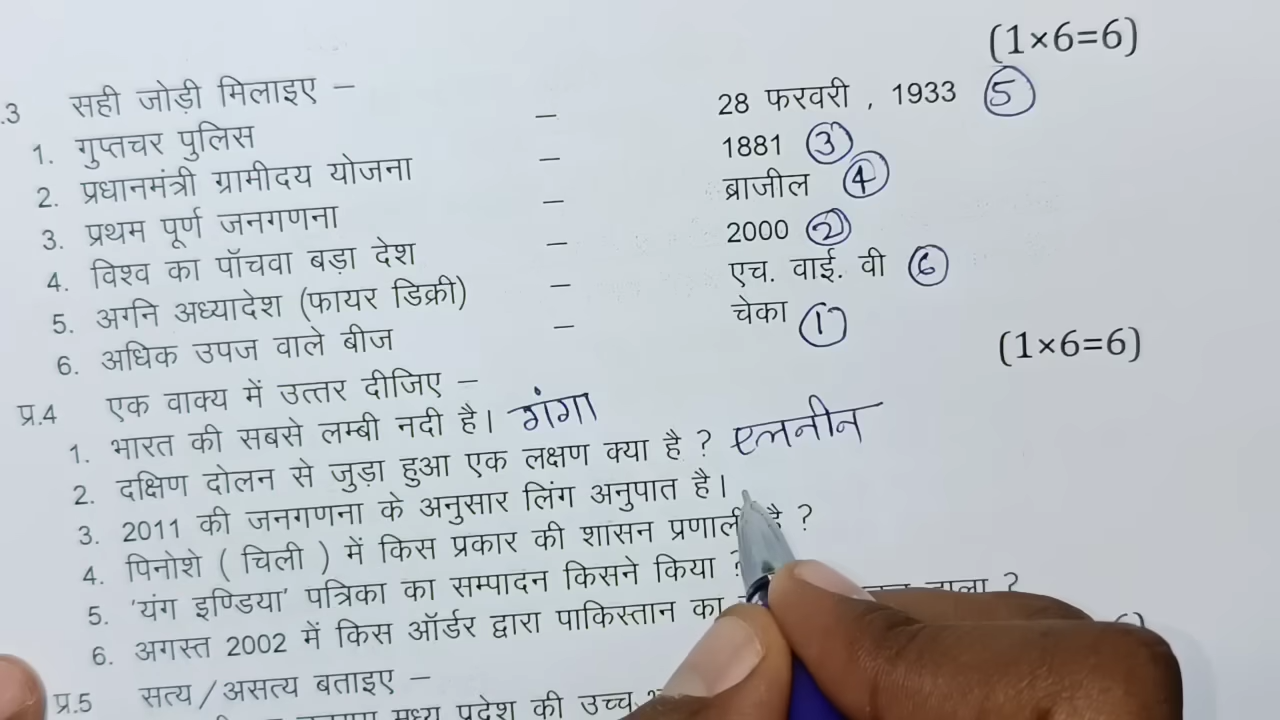 (1×6=6)
.3 सही जोड़ी मिलाइए –
1. गुप्तचर पुलिस – 28 फरवरी , 1933 5
2. प्रधानमंत्री ग्रामीदय योजना – 1881 3
3. प्रथम पूर्ण जनगणना – ब्राजील 4
4. विश्व का पॉचवा बड़ा देश – 2000 2
5. अग्नि अध्यादेश (फायर डिक्री) – एच. वाई. वी 6
6. अधिक उपज वाले बीज – चेका 1
प्र.4 एक वाक्य में उत्तर दीजिए – (1×6=6)
1. भारत की सबसे लम्बी नदी है। गंगा
2. दक्षिण दोलन से जुड़ा हुआ एक लक्षण क्या है ? एलनीन
3. 2011 की जनगणना के अनुसार लिंग अनुपात है।
4. पिनोशे ( चिली ) में किस प्रकार की शासन प्रणाली है ?
5. 'यंग इण्डिया' पत्रिका का सम्पादन किसने किया ?
6. अगस्त 2002 में किस ऑर्डर द्वारा पाकिस्तान का ?
प्र.5 सत्य / असत्य बताइए –
मध्य प्रदेश की उच्च